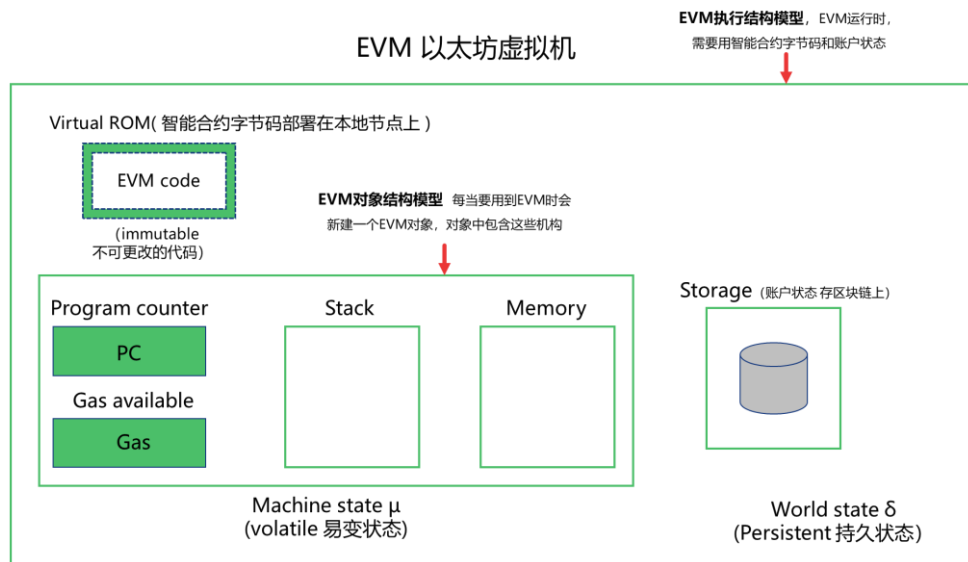 EVM执行结构模型，EVM运行时，
需要用智能合约字节码和账户状态
EVM 以太坊虚拟机
Virtual ROM( 智能合约字节码部署在本地节点上 )
EVM code
（immutable
不可更改的代码）
EVM对象结构模型 每当要用到EVM时会
新建一个EVM对象，对象中包含这些机构
Program counter
PC
Gas available
Gas
Stack
Memory
Storage（账户状态 存区块链上）
Machine state μ
(volatile 易变状态)
World state δ
(Persistent 持久状态）